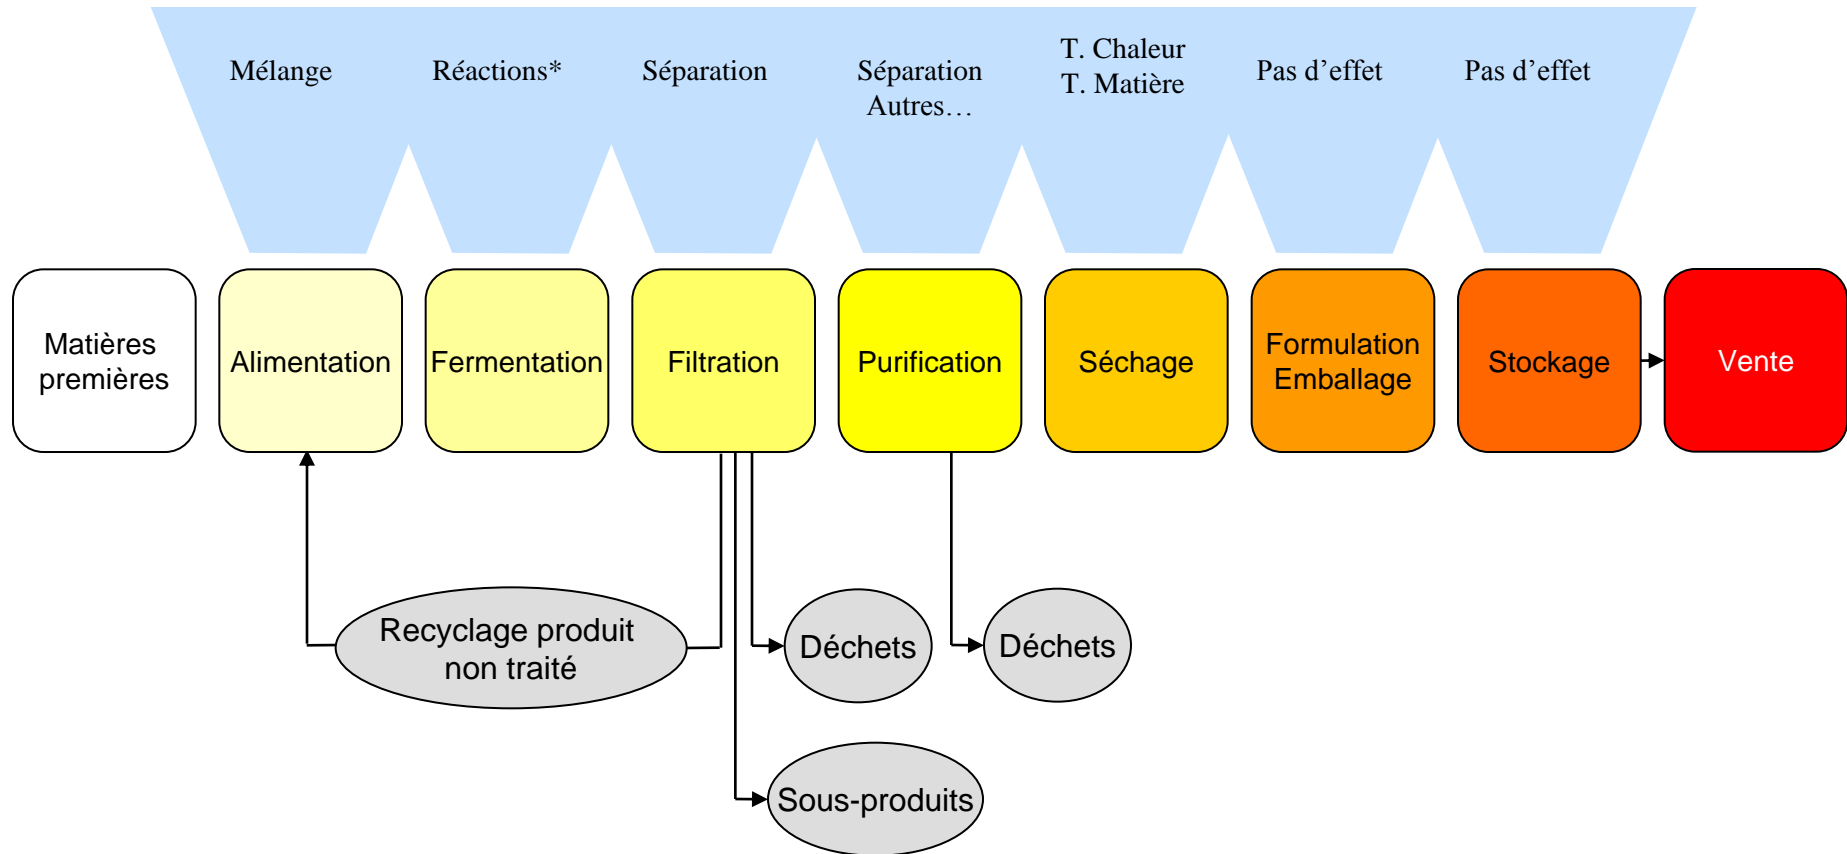 Mélange
Réactions*
Séparation
Séparation
Autres…
T. Chaleur
T. Matière
Pas d’effet
Pas d’effet
Matières
premières
Alimentation
Fermentation
Filtration
Purification
Séchage
Formulation
Emballage
Stockage
Vente
Recyclage produit
non traité
Déchets
Déchets
Sous-produits